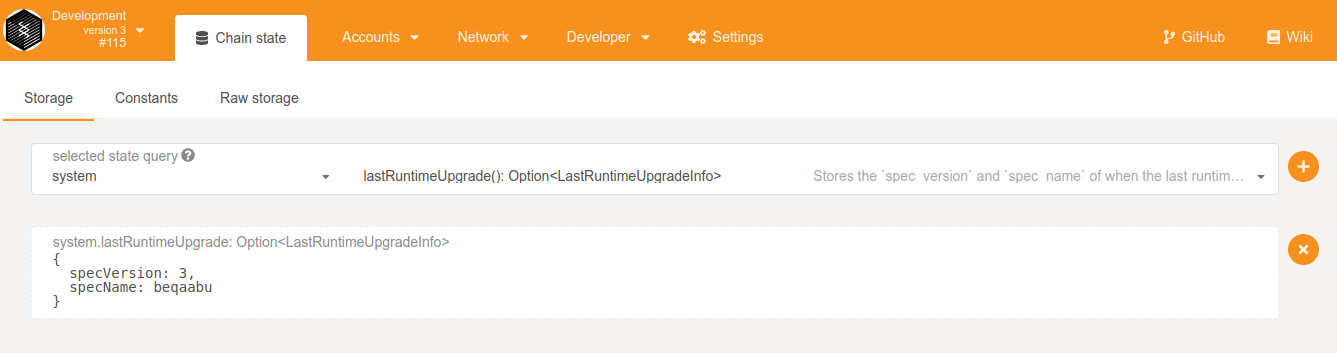 Development
version 3
#115
Chain state
Accounts
Network
Developer
Settings
GitHub
Wiki
Storage
Constants
Raw storage
selected state query
system
lastRuntimeUpgrade(): Option<LastRuntimeUpgradeInfo>
Stores the `spec_version` and `spec_name` of when the last runtim…
system.lastRuntimeUpgrade: Option<LastRuntimeUpgradeInfo>
{
specVersion: 3,
specName: beqaabu
}